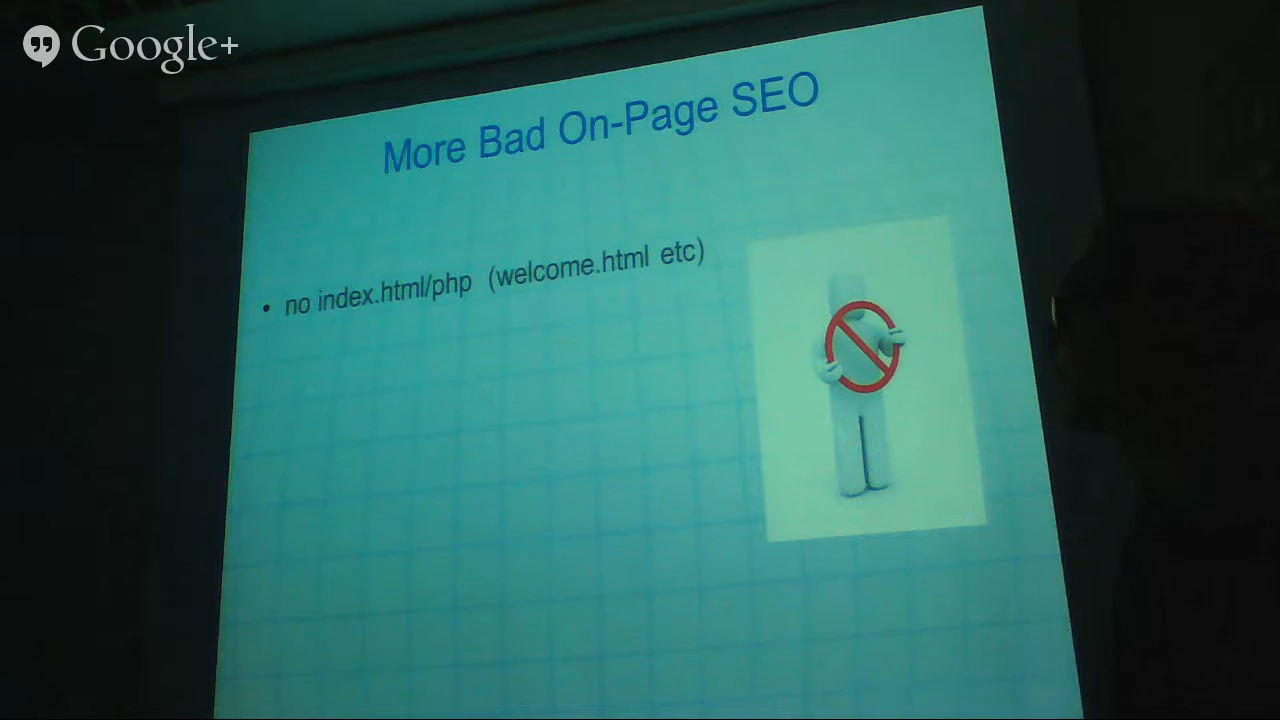 Google+
More Bad On-Page SEO
• no index.html/php (welcome.html etc)